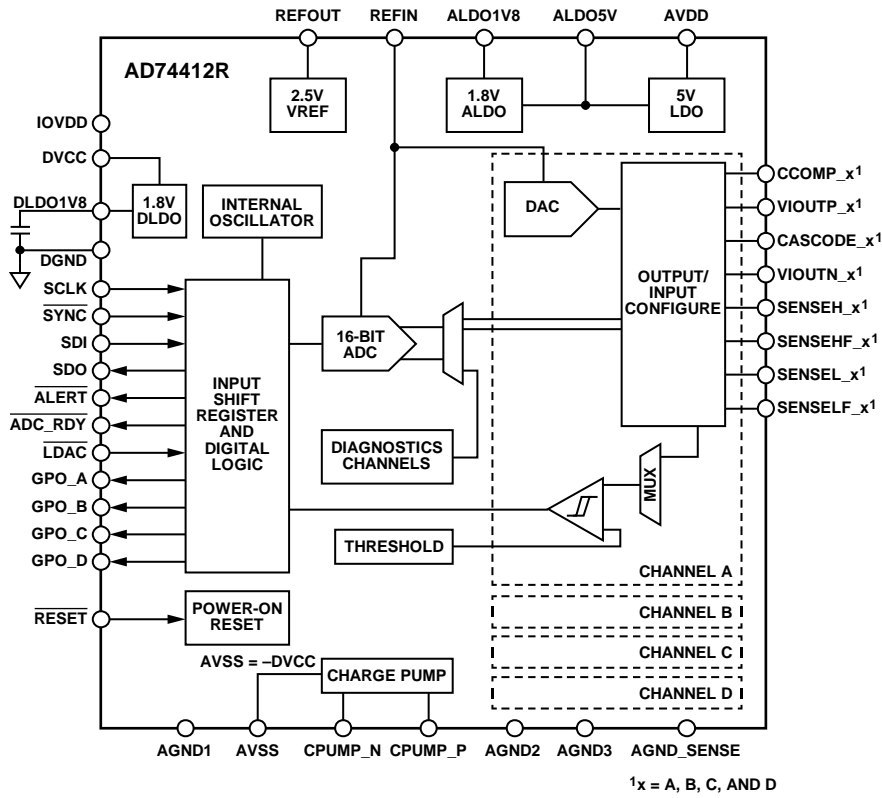 REFOUT REFIN ALDO1V8 ALDO5V AVDD
AD74412R
2.5V
VREF
1.8V
ALDO
5V
LDO
IOVDD
DVCC
DLDO1V8
1.8V
DLDO
DGND
INTERNAL
OSCILLATOR
DAC
OUTPUT/
INPUT
CONFIGURE
CCOMP_x1
VIOUTP_x1
CASCODE_x1
VIOUTN_x1
SENSEH_x1
SENSEHF_x1
SENSEL_x1
SENSELF_x1
SCLK
SYNC
SDI
SDO
ALERT
ADC_RDY
LDAC
GPO_A
GPO_B
GPO_C
GPO_D
INPUT
SHIFT
REGISTER
AND
DIGITAL
LOGIC
16-BIT
ADC
DIAGNOSTICS
CHANNELS
MUX
THRESHOLD
CHANNEL A
CHANNEL B
CHANNEL C
CHANNEL D
RESET
POWER-ON
RESET
AVSS = –DVCC
CHARGE PUMP
AGND1 AVSS CPUMP_N CPUMP_P AGND2 AGND3 AGND_SENSE
1x = A, B, C, AND D